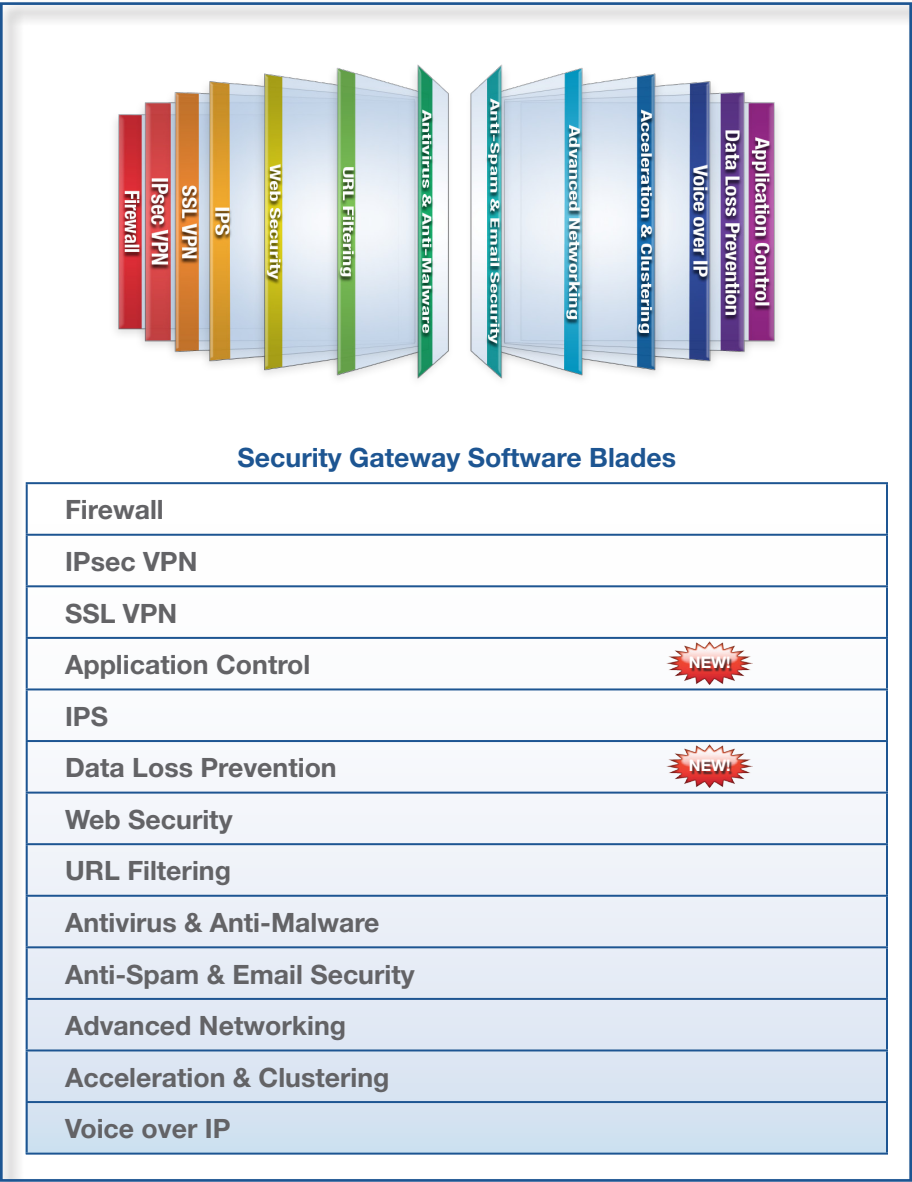 Firewall
IPsec VPN
SSL VPN
IPS
Web Security
URL Filtering
Antivirus & Anti-Malware
Anti-Spam & Email Security
Advanced Networking
Acceleration & Clustering
Voice over IP
Data Loss Prevention
Application Control
Security Gateway Software Blades
Firewall
IPsec VPN
SSL VPN
Application Control NEW!
IPS
Data Loss Prevention NEW!
Web Security
URL Filtering
Antivirus & Anti-Malware
Anti-Spam & Email Security
Advanced Networking
Acceleration & Clustering
Voice over IP